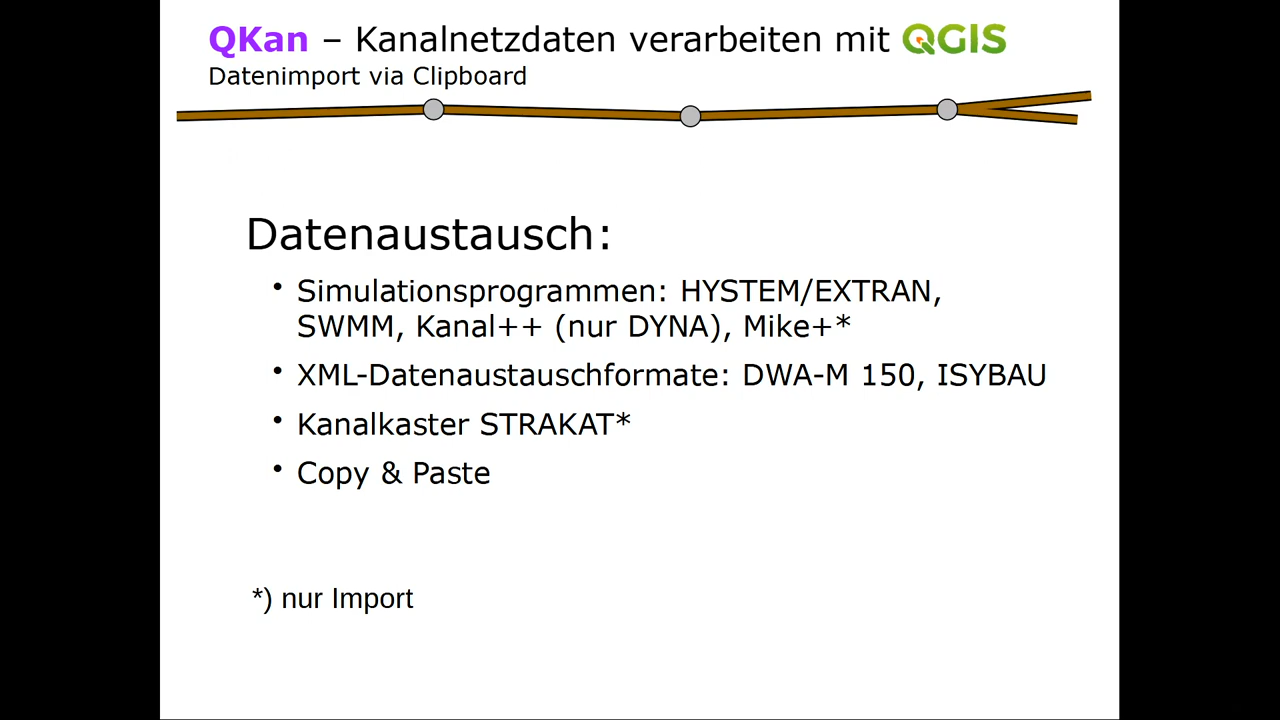 QKan – Kanalnetzdaten verarbeiten mit QGIS
Datenimport via Clipboard
Datenaustausch:
• Simulationsprogrammen: HYSTEM/EXTRAN,
SWMM, Kanal++ (nur DYNA), Mike+*
• XML-Datenaustauschformate: DWA-M 150, ISYBAU
• Kanalkaster STRAKAT*
• Copy & Paste
*) nur Import